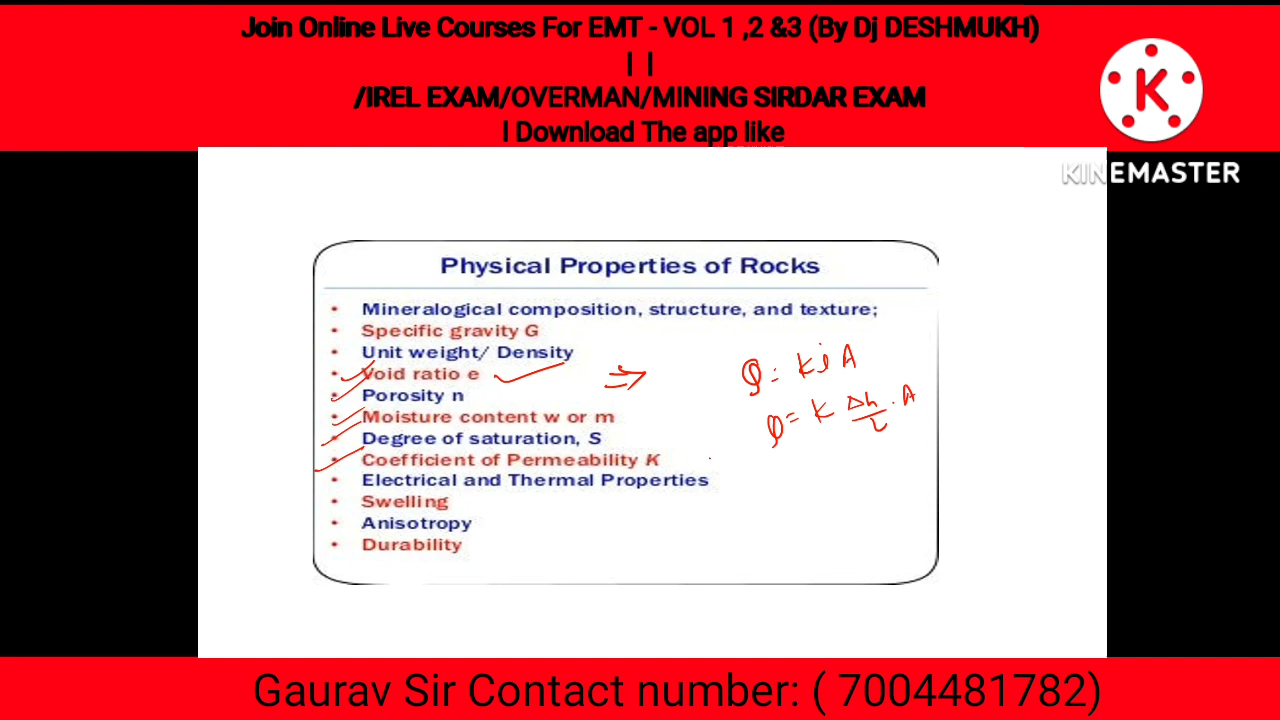 Join Online Live Courses For EMT - VOL 1 ,2 &3 (By Dj DESHMUKH)
| |
/IREL EXAM/OVERMAN/MINING SIRDAR EXAM
l Download The app like
K
KINEMASTER
Physical Properties of Rocks
• Mineralogical composition, structure, and texture;
• Specific gravity G
• Unit weight/ Density
• Void ratio e
• Porosity n
• Moisture content w or m
• Degree of saturation, S
• Coefficient of Permeability K
• Electrical and Thermal Properties
• Swelling
• Anisotropy
• Durability
⇒
Q = K i A
Q = K Δh/L . A
Gaurav Sir Contact number: ( 7004481782)